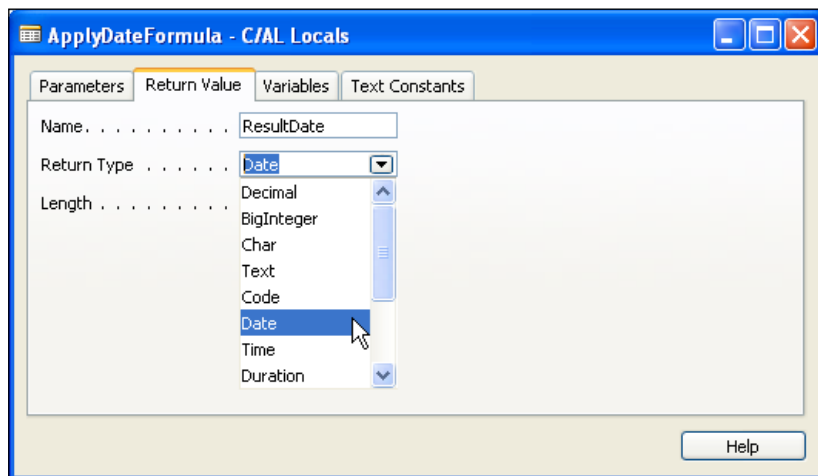 ApplyDateFormula - C/AL Locals
Parameters Return Value Variables Text Constants
Name. . . . . . . . . . ResultDate
Return Type . . . . . . Date
Length . . . . . . . . .
Decimal
BigInteger
Char
Text
Code
Date
Time
Duration
Help